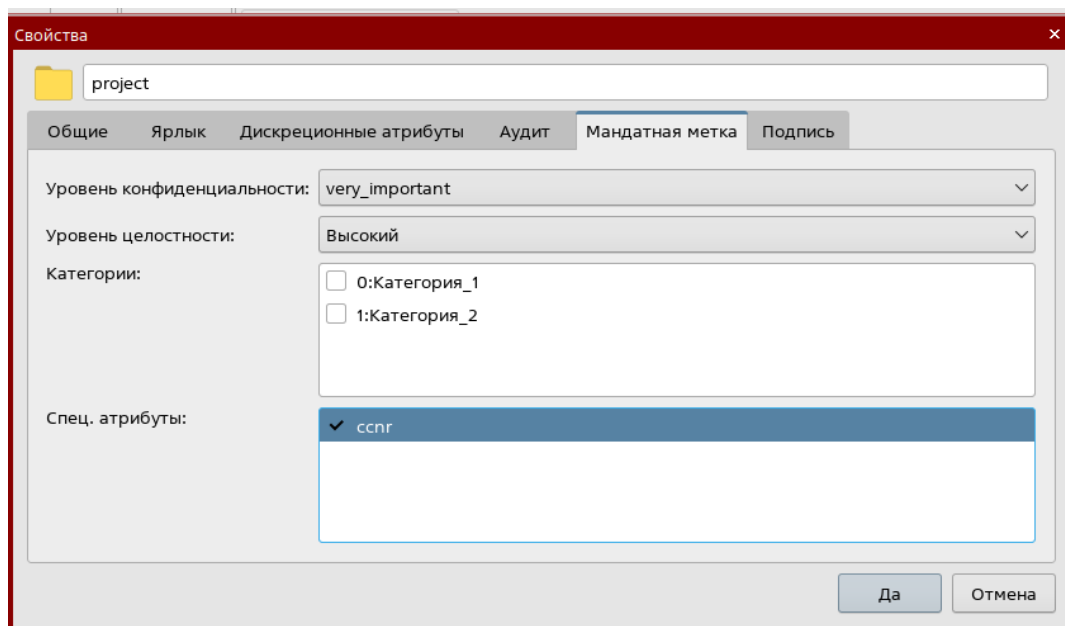 Свойства
project
Общие Ярлык Дискреционные атрибуты Аудит Мандатная метка Подпись
Уровень конфиденциальности: very_important
Уровень целостности: Высокий
Категории:
0:Категория_1
1:Категория_2
Спец. атрибуты:
ccnr
Да Отмена